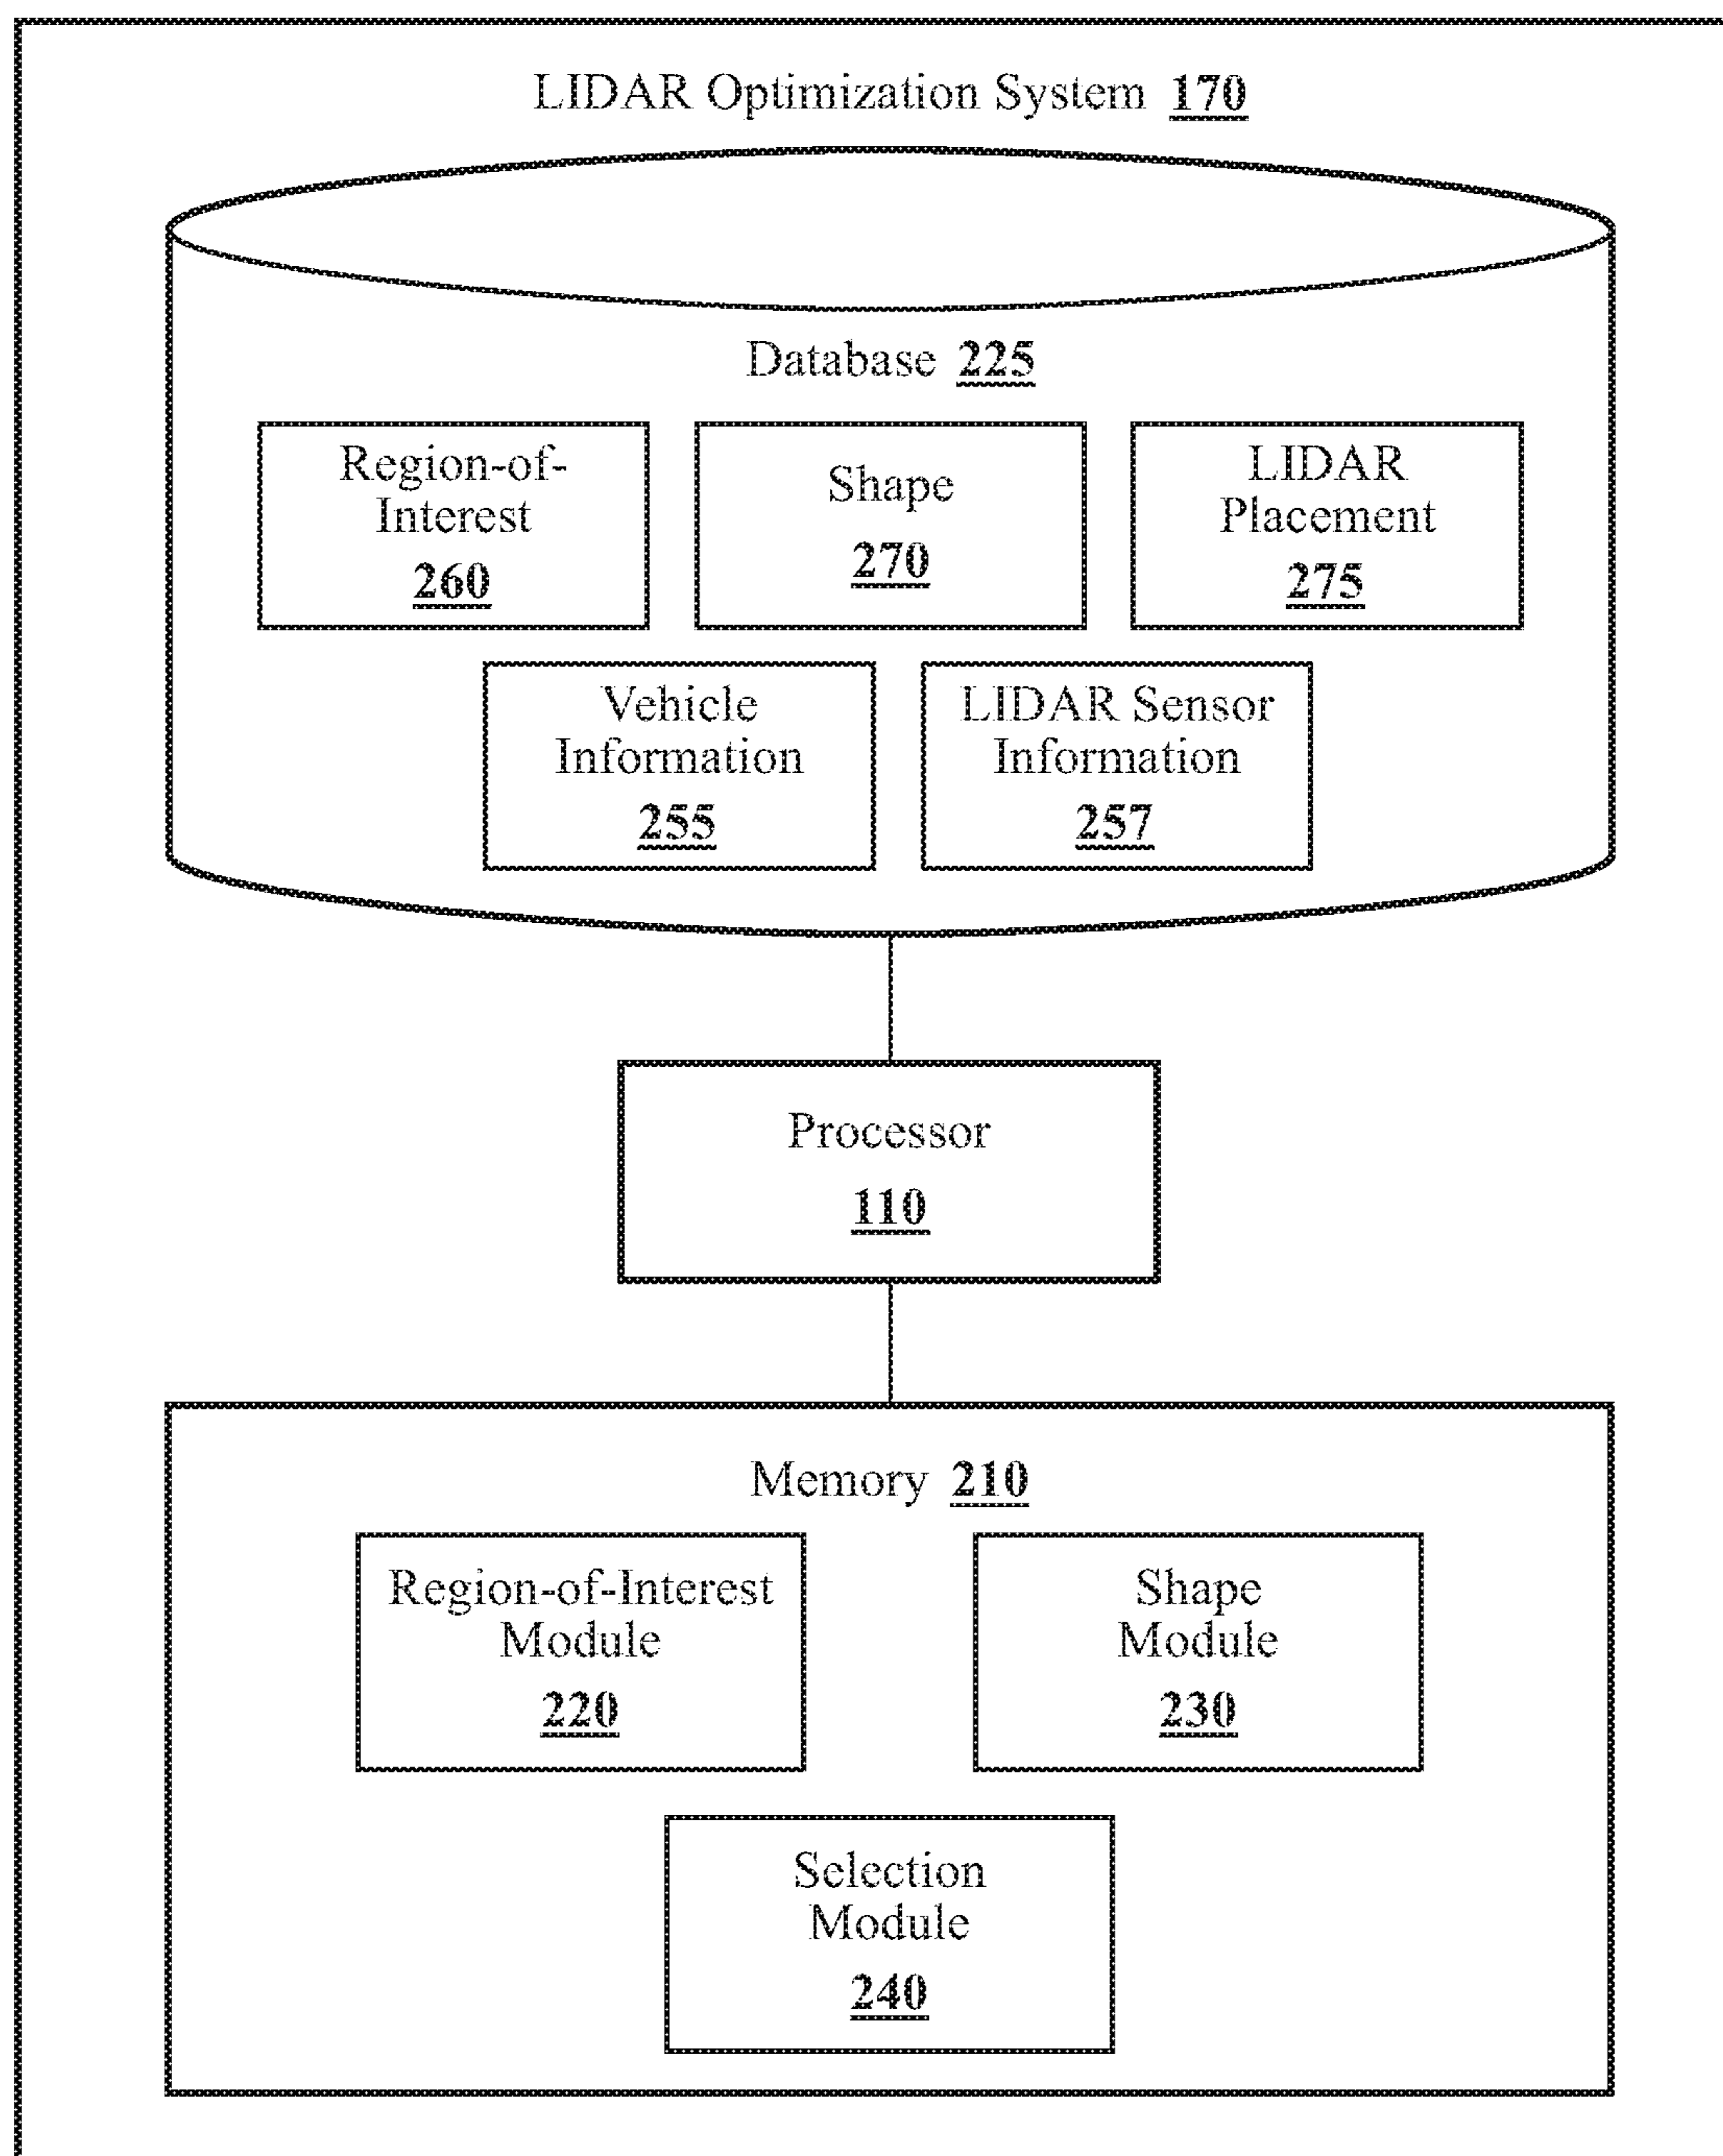 LIDAR Optimization System 170
Database 225
Region-of-
Interest
260
Shape
270
LIDAR
Placement
275
Vehicle
Information
255
LIDAR Sensor
Information
257
Processor
110
Memory 210
Region-of-Interest
Module
220
Shape
Module
230
Selection
Module
240